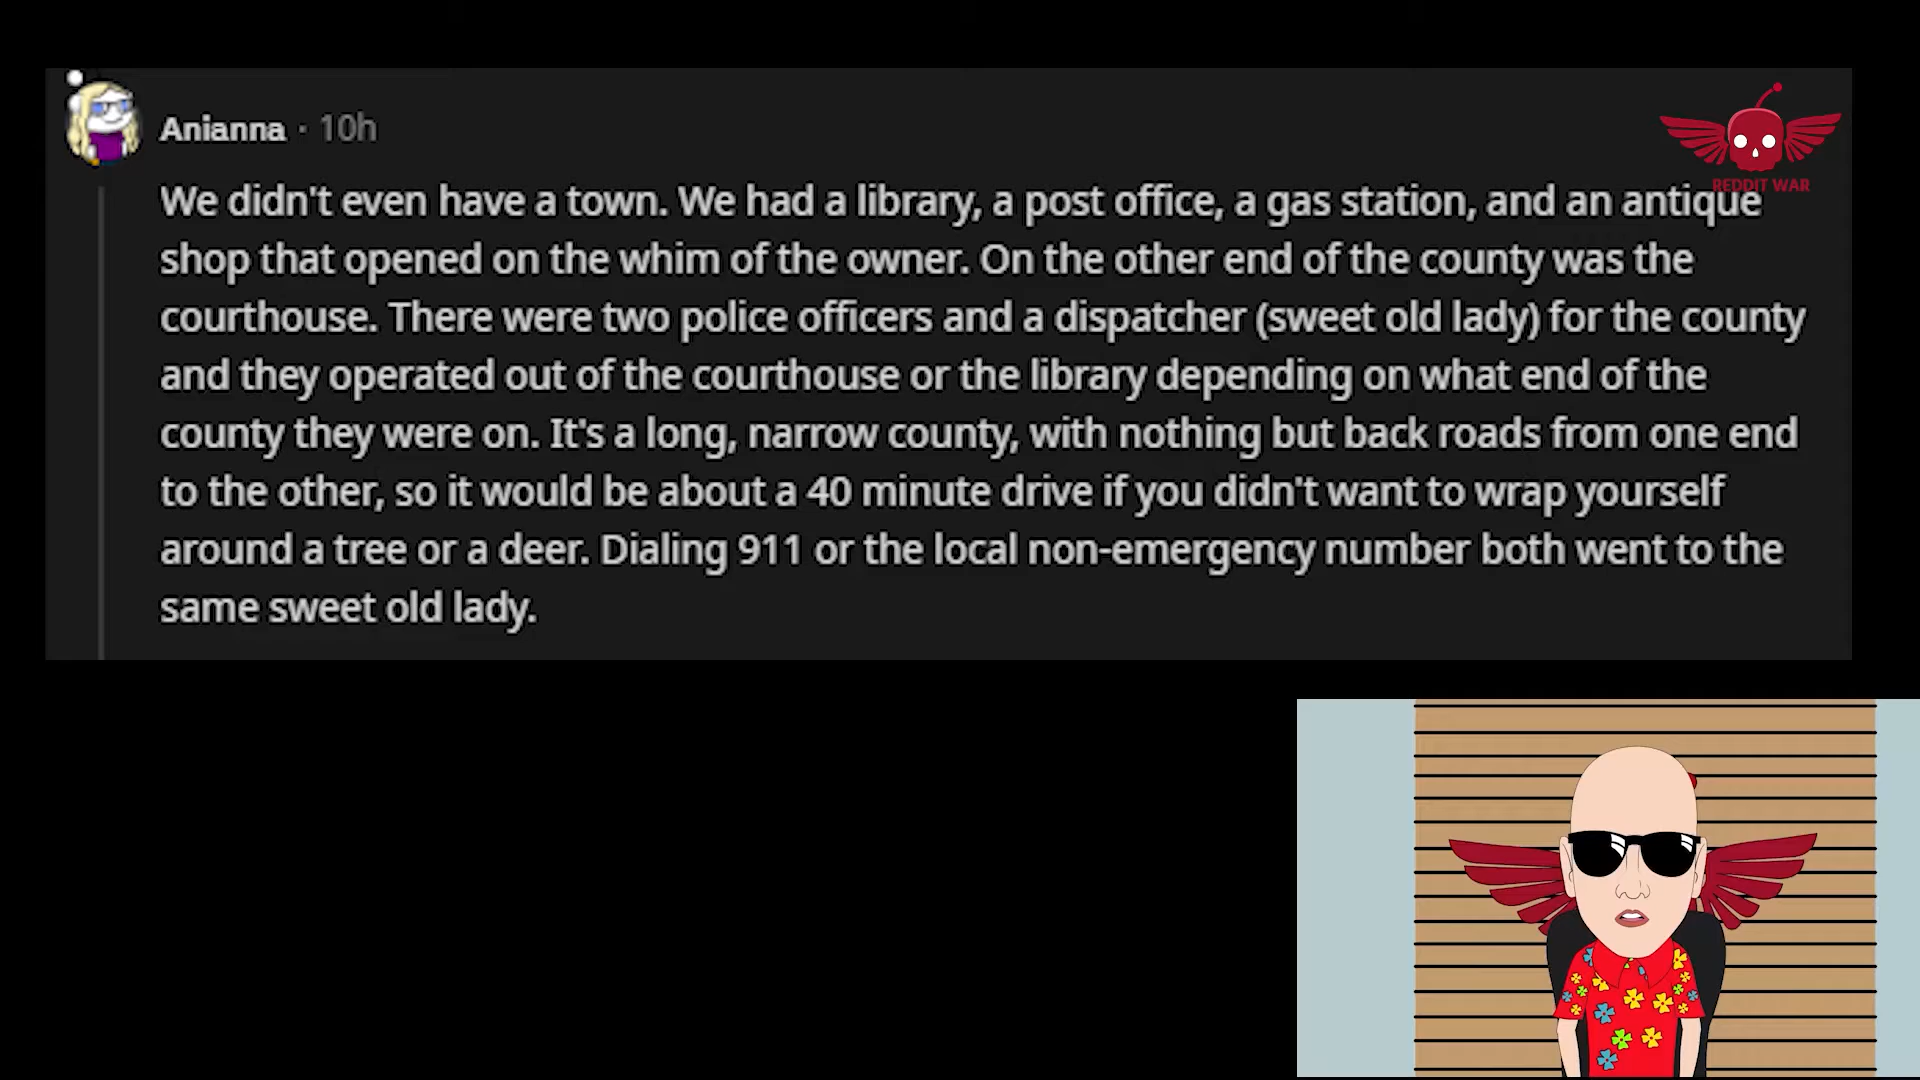 Anianna · 10h
REDDIT WAR
We didn't even have a town. We had a library, a post office, a gas station, and an antique
shop that opened on the whim of the owner. On the other end of the county was the
courthouse. There were two police officers and a dispatcher (sweet old lady) for the county
and they operated out of the courthouse or the library depending on what end of the
county they were on. It's a long, narrow county, with nothing but back roads from one end
to the other, so it would be about a 40 minute drive if you didn't want to wrap yourself
around a tree or a deer. Dialing 911 or the local non-emergency number both went to the
same sweet old lady.